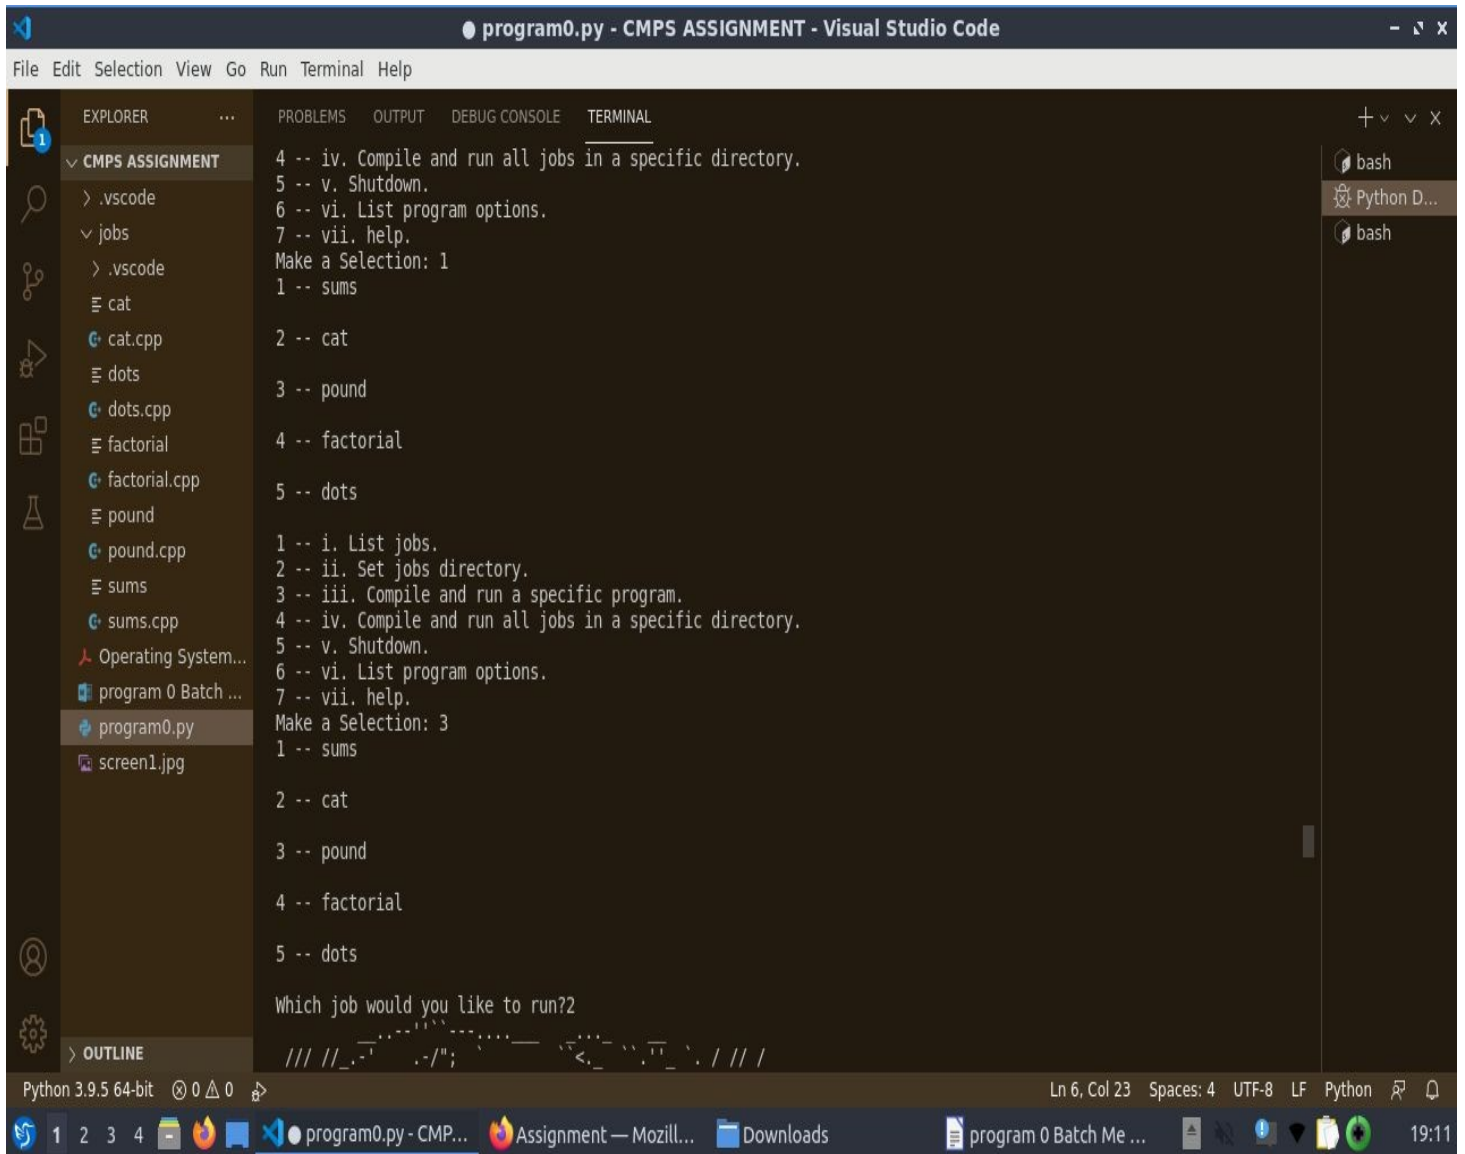 program0.py - CMPS ASSIGNMENT - Visual Studio Code
File Edit Selection View Go Run Terminal Help
EXPLORER
1
CMPS ASSIGNMENT
.vscode
jobs
.vscode
cat
cat.cpp
dots
dots.cpp
factorial
factorial.cpp
pound
pound.cpp
sums
sums.cpp
Operating System...
program 0 Batch ...
program0.py
screen1.jpg
OUTLINE
PROBLEMS OUTPUT DEBUG CONSOLE TERMINAL
4 -- iv. Compile and run all jobs in a specific directory.
5 -- v. Shutdown.
6 -- vi. List program options.
7 -- vii. help.
Make a Selection: 1
1 -- sums
2 -- cat
3 -- pound
4 -- factorial
5 -- dots
1 -- i. List jobs.
2 -- ii. Set jobs directory.
3 -- iii. Compile and run a specific program.
4 -- iv. Compile and run all jobs in a specific directory.
5 -- v. Shutdown.
6 -- vi. List program options.
7 -- vii. help.
Make a Selection: 3
1 -- sums
2 -- cat
3 -- pound
4 -- factorial
5 -- dots
Which job would you like to run?2
__..--''``---....___   _..._    __
/// //_.-'    .-/";  `        ``<._  ``.''_ `. / // /
bash
Python D...
bash
Python 3.9.5 64-bit 0 0 Ln 6, Col 23 Spaces: 4 UTF-8 LF Python
1 2 3 4 program0.py - CMP... Assignment — Mozill... Downloads program 0 Batch Me ... 19:11